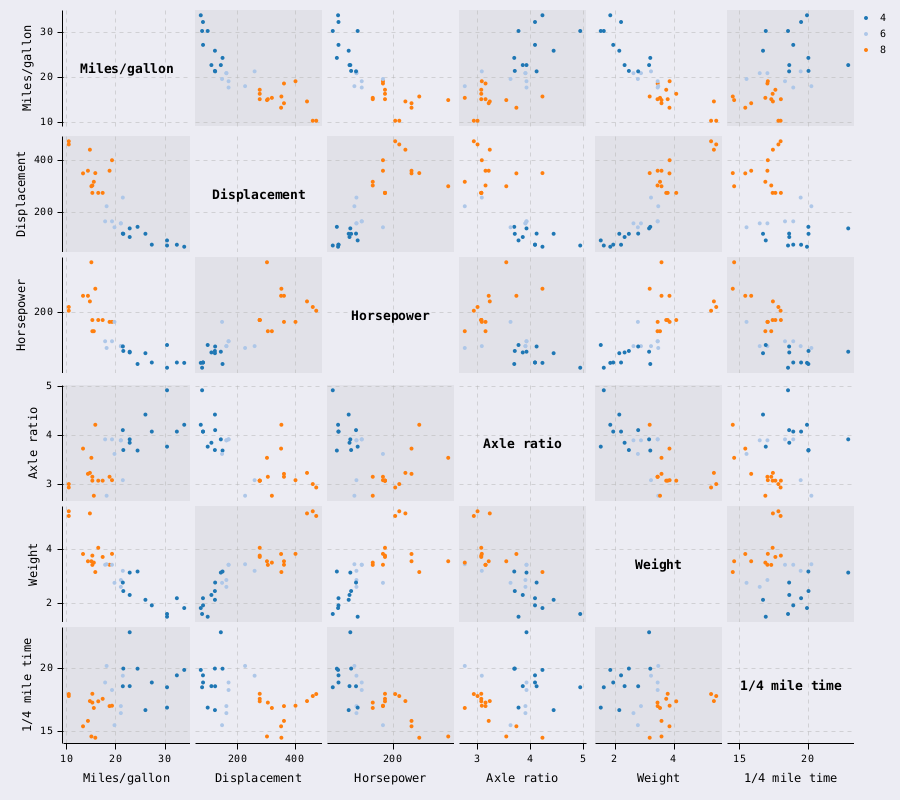 4
6
8
Miles/gallon
30
20
10
Miles/gallon
Displacement
400
200
Displacement
Horsepower
200
Horsepower
Axle ratio
5
4
3
Axle ratio
Weight
4
2
Weight
1/4 mile time
20
15
1/4 mile time
10 20 30 200 400 200 3 4 5 2 4 15 20
Miles/gallon Displacement Horsepower Axle ratio Weight 1/4 mile time